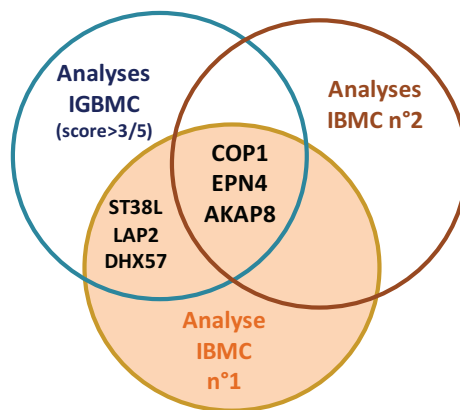 Analyses
IGBMC
(score>3/5)
Analyses
IBMC n°2
COP1
EPN4
AKAP8
ST38L
LAP2
DHX57
Analyse
IBMC
n°1